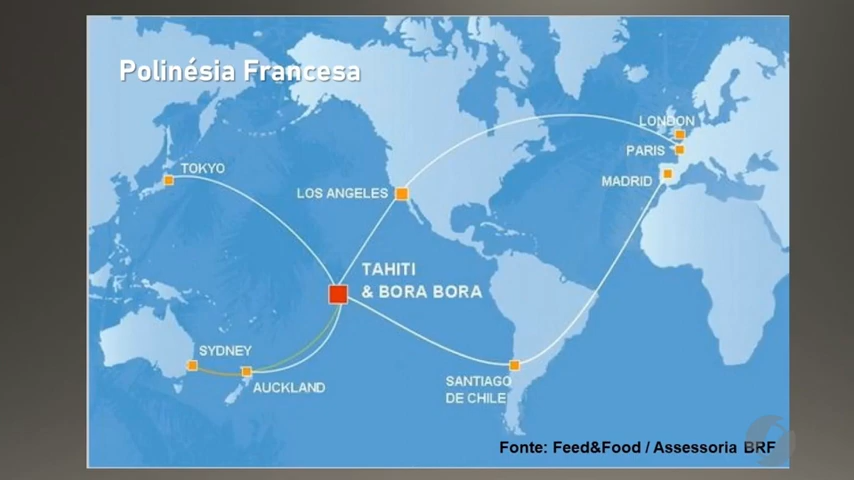 Polinésia Francesa
LONDON
PARIS
TOKYO
MADRID
LOS ANGELES
TAHITI
& BORA BORA
SYDNEY
AUCKLAND
SANTIAGO
DE CHILE
Fonte: Feed&Food / Assessoria BRF